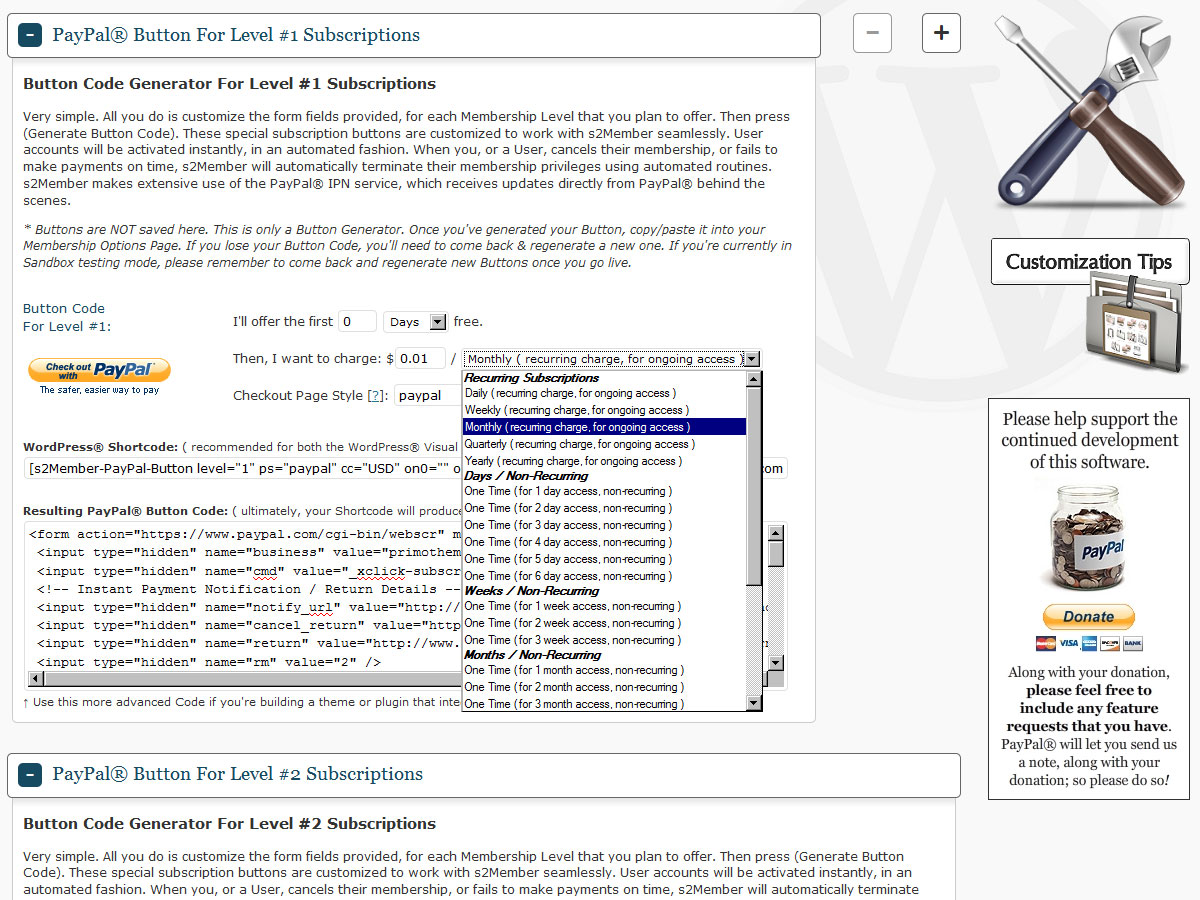 PayPal® Button For Level #1 Subscriptions
Button Code Generator For Level #1 Subscriptions
Very simple. All you do is customize the form fields provided, for each Membership Level that you plan to offer. Then press
(Generate Button Code). These special subscription buttons are customized to work with s2Member seamlessly. User
accounts will be activated instantly, in an automated fashion. When you, or a User, cancels their membership, or fails to
make payments on time, s2Member will automatically terminate their membership privileges using automated routines.
s2Member makes extensive use of the PayPal® IPN service, which receives updates directly from PayPal® behind the
scenes.
* Buttons are NOT saved here. This is only a Button Generator. Once you've generated your Button, copy/paste it into your
Membership Options Page. If you lose your Button Code, you'll need to come back & regenerate a new one. If you're currently in
Sandbox testing mode, please remember to come back and regenerate new Buttons once you go live.
Button Code
For Level #1:
Check out
with PayPal
The safer, easier way to pay
I'll offer the first 0 Days free.
Then, I want to charge: $ 0.01 / Monthly ( recurring charge, for ongoing access )
Checkout Page Style [?]: paypal
Recurring Subscriptions
Daily ( recurring charge, for ongoing access )
Weekly ( recurring charge, for ongoing access )
Monthly ( recurring charge, for ongoing access )
Quarterly ( recurring charge, for ongoing access )
Yearly ( recurring charge, for ongoing access )
Days / Non-Recurring
One Time ( for 1 day access, non-recurring )
One Time ( for 2 day access, non-recurring )
One Time ( for 3 day access, non-recurring )
One Time ( for 4 day access, non-recurring )
One Time ( for 5 day access, non-recurring )
One Time ( for 6 day access, non-recurring )
Weeks / Non-Recurring
One Time ( for 1 week access, non-recurring )
One Time ( for 2 week access, non-recurring )
One Time ( for 3 week access, non-recurring )
Months / Non-Recurring
One Time ( for 1 month access, non-recurring )
One Time ( for 2 month access, non-recurring )
One Time ( for 3 month access, non-recurring )
WordPress® Shortcode: ( recommended for both the WordPress® Visual
[s2Member-PayPal-Button level="1" ps="paypal" cc="USD" on0="" o
com
Resulting PayPal® Button Code: ( ultimately, your Shortcode will produce
<form action="https://www.paypal.com/cgi-bin/webscr" m
<input type="hidden" name="business" value="primothem
<input type="hidden" name="cmd" value="_xclick-subscr
<!-- Instant Payment Notification / Return Details --
<input type="hidden" name="notify_url" value="http://
<input type="hidden" name="cancel_return" value="http
<input type="hidden" name="return" value="http://www.
<input type="hidden" name="rm" value="2" />
↑ Use this more advanced Code if you're building a theme or plugin that inte
PayPal® Button For Level #2 Subscriptions
Button Code Generator For Level #2 Subscriptions
Very simple. All you do is customize the form fields provided, for each Membership Level that you plan to offer. Then press (Generate Button
Code). These special subscription buttons are customized to work with s2Member seamlessly. User accounts will be activated instantly, in an
automated fashion. When you, or a User, cancels their membership, or fails to make payments on time, s2Member will automatically terminate
Customization Tips
Please help support the
continued development
of this software.
PayPal
Donate
VISA
BANK
Along with your donation,
please feel free to
include any feature
requests that you have.
PayPal® will let you send us
a note, along with your
donation; so please do so!